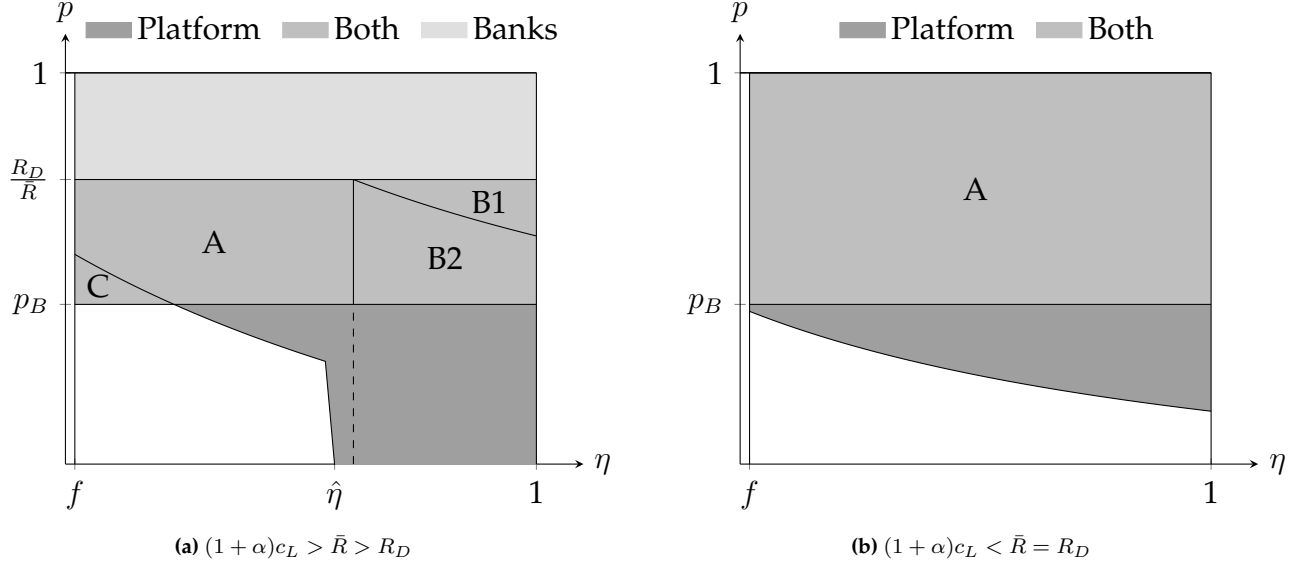 p
Platform Both Banks
1
R_D
R̄
A
B1
B2
C
p_B
f
η̂
1
η
(a) (1 + α)c_L > R̄ > R_D
p
Platform Both
1
A
p_B
f
1
η
(b) (1 + α)c_L < R̄ = R_D